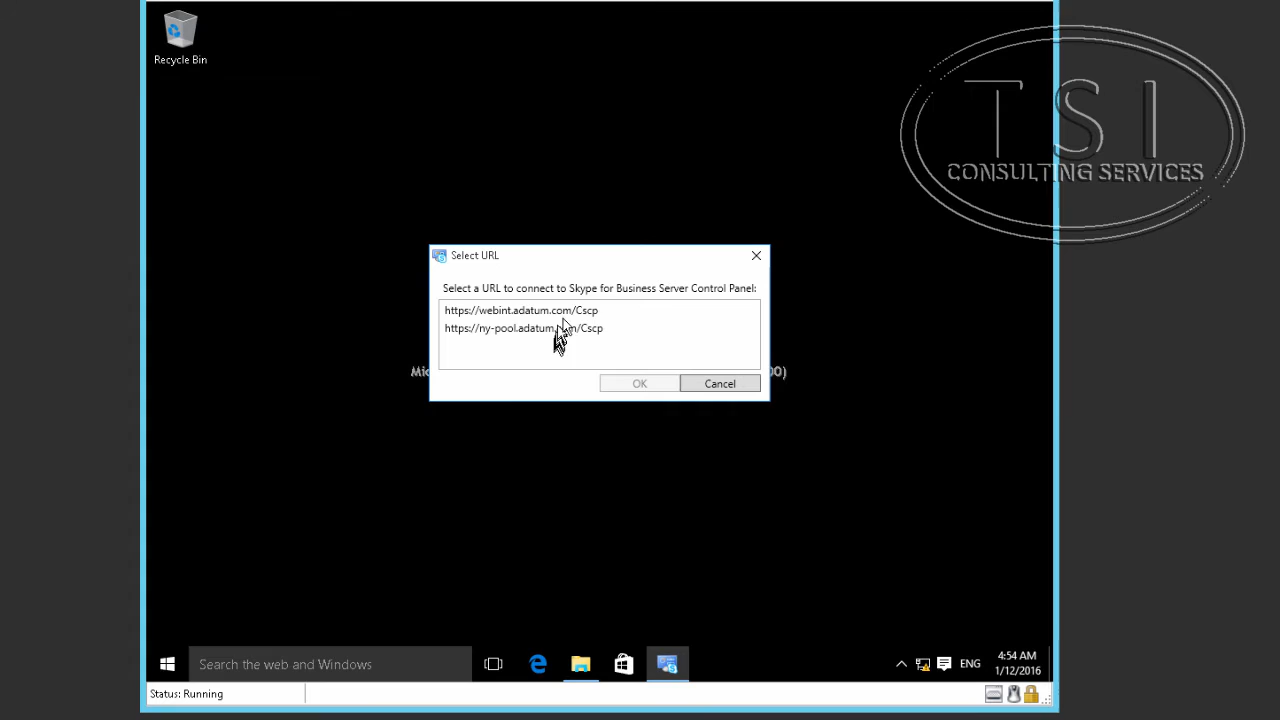 Recycle Bin
T S I
CONSULTING SERVICES
Select URL
Select a URL to connect to Skype for Business Server Control Panel:
https://webint.adatum.com/Cscp
https://ny-pool.adatum.com/Cscp
OK
Cancel
Search the web and Windows
ENG
4:54 AM
1/12/2016
Status: Running